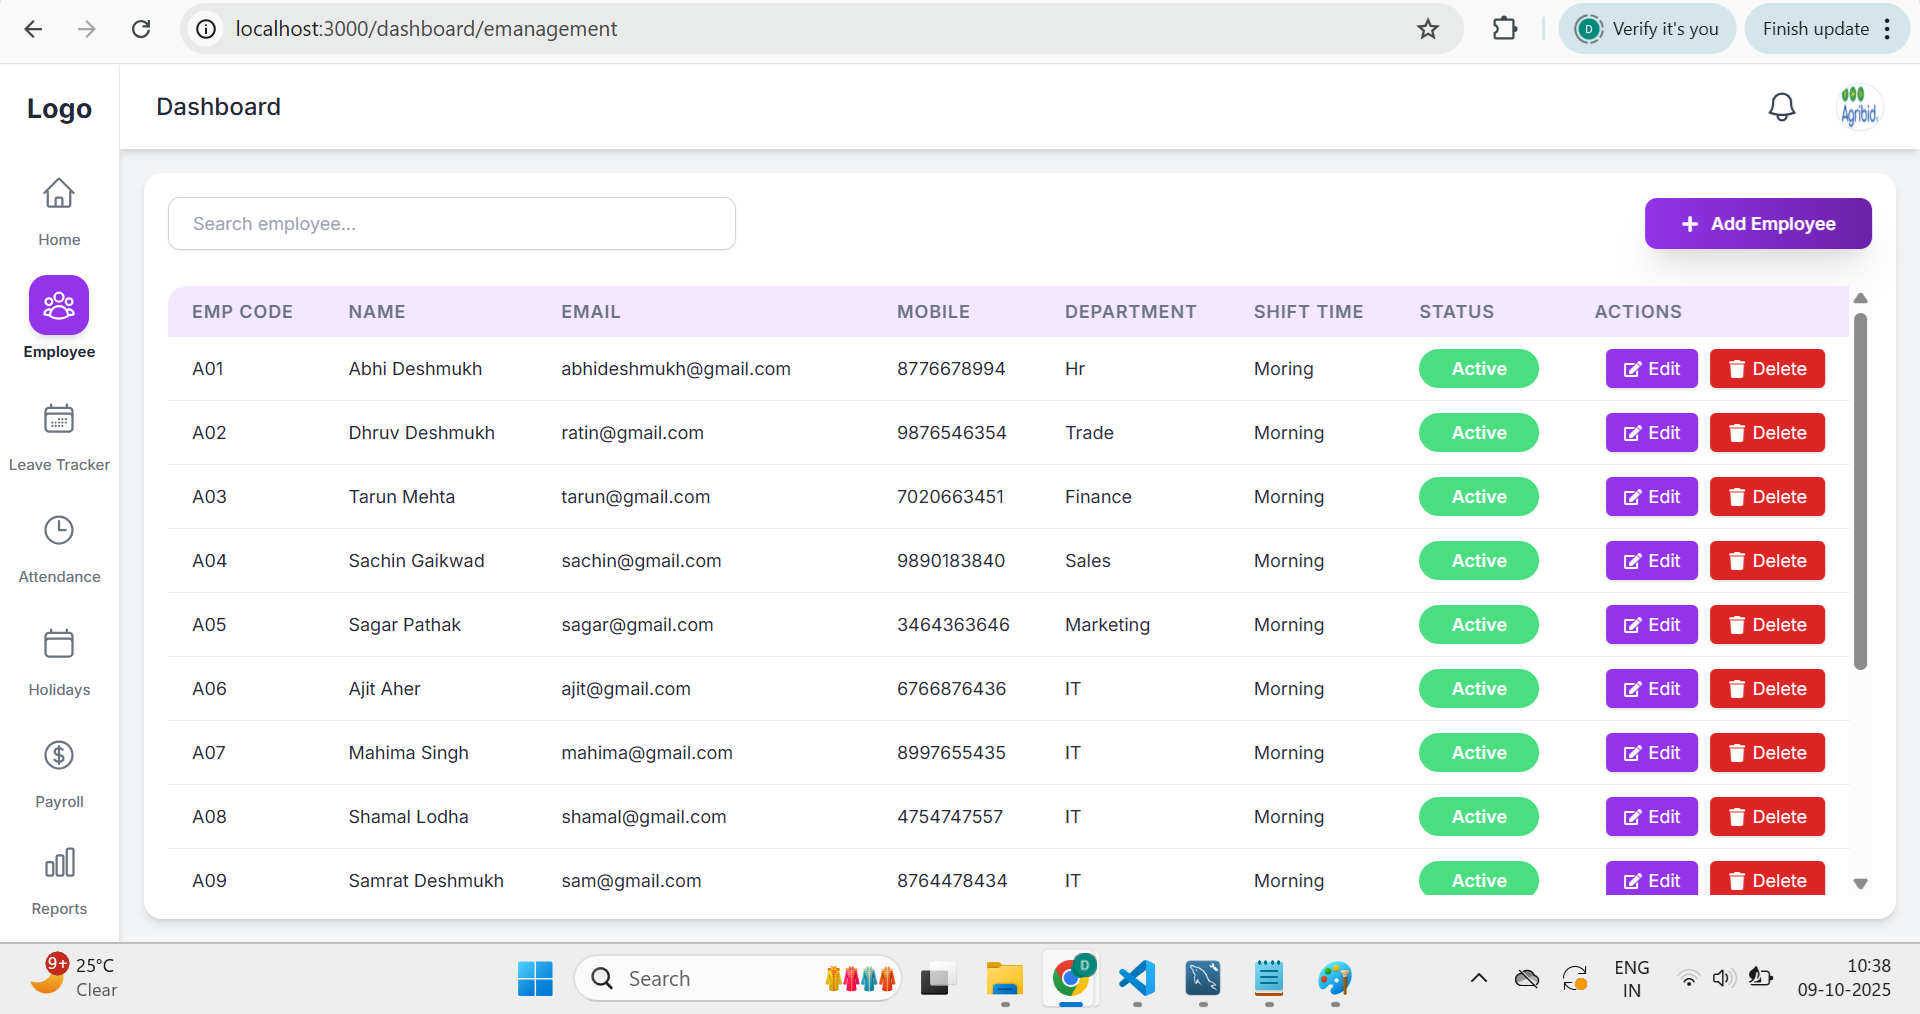 localhost:3000/dashboard/emanagement
D
Verify it's you
Finish update
Logo
Dashboard
Agribid
Home
Employee
Leave Tracker
Attendance
Holidays
Payroll
Reports
Search employee...
+ Add Employee
EMP CODE NAME EMAIL MOBILE DEPARTMENT SHIFT TIME STATUS ACTIONS
A01 Abhi Deshmukh abhideshmukh@gmail.com 8776678994 Hr Moring Active Edit Delete
A02 Dhruv Deshmukh ratin@gmail.com 9876546354 Trade Morning Active Edit Delete
A03 Tarun Mehta tarun@gmail.com 7020663451 Finance Morning Active Edit Delete
A04 Sachin Gaikwad sachin@gmail.com 9890183840 Sales Morning Active Edit Delete
A05 Sagar Pathak sagar@gmail.com 3464363646 Marketing Morning Active Edit Delete
A06 Ajit Aher ajit@gmail.com 6766876436 IT Morning Active Edit Delete
A07 Mahima Singh mahima@gmail.com 8997655435 IT Morning Active Edit Delete
A08 Shamal Lodha shamal@gmail.com 4754747557 IT Morning Active Edit Delete
A09 Samrat Deshmukh sam@gmail.com 8764478434 IT Morning Active Edit Delete
9+
25°C
Clear
Search
D
ENG
IN
10:38
09-10-2025